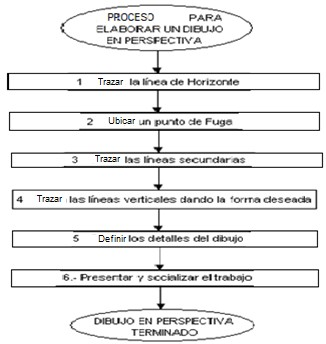 PROCESO PARA
ELABORAR UN DIBUJO
EN PERSPECTIVA
1 Trazar la línea de Horizonte
2 Ubicar un punto de Fuga
3 Trazar las líneas secundarias
4 Trazar las líneas verticales dando la forma deseada
5 Definir los detalles del dibujo
6.- Presentar y socializar el trabajo
DIBUJO EN PERSPECTIVA
TERMINADO